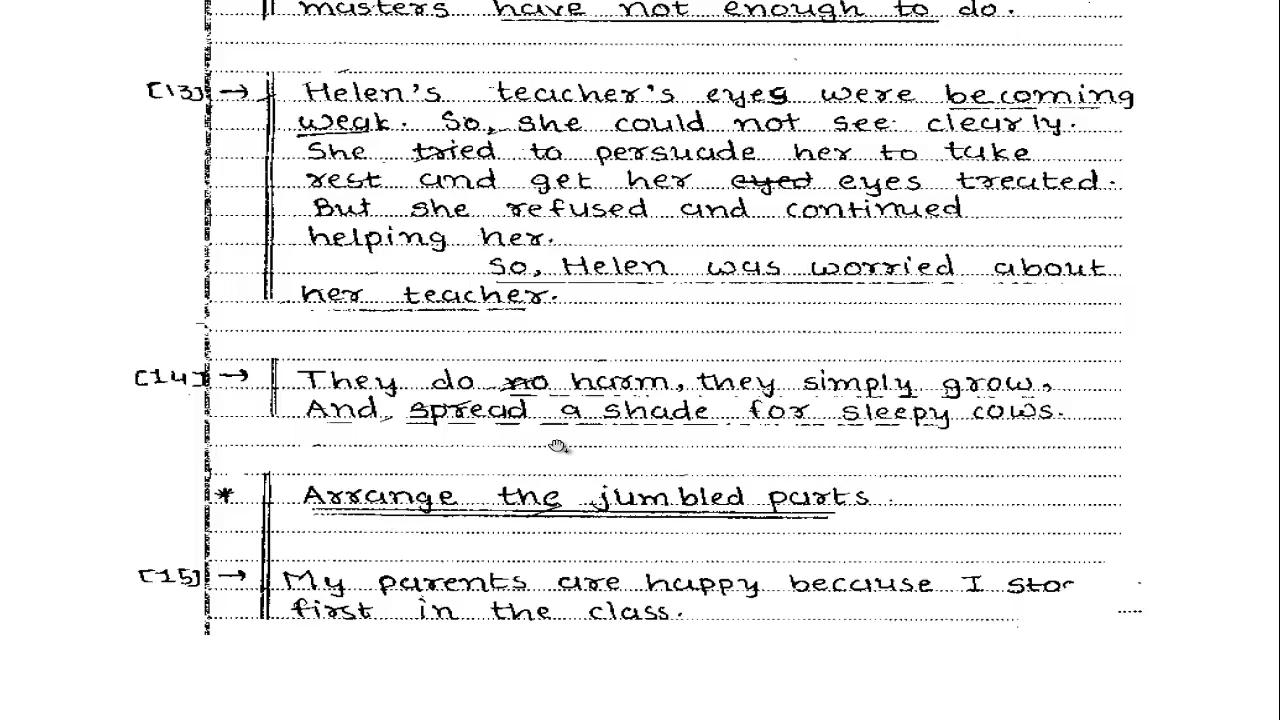 masters have not enough to do.
[13] → Helen's teacher's eyes were becoming
weak. So, she could not see clearly.
She tried to persuade her to take
rest and get her eyed eyes treated.
But she refused and continued
helping her.
So, Helen was worried about
her teacher.
[14] → They do no harm, they simply grow,
And spread a shade for sleepy cows.
* Arrange the jumbled parts.
[15] → My parents are happy because I
first in the class.